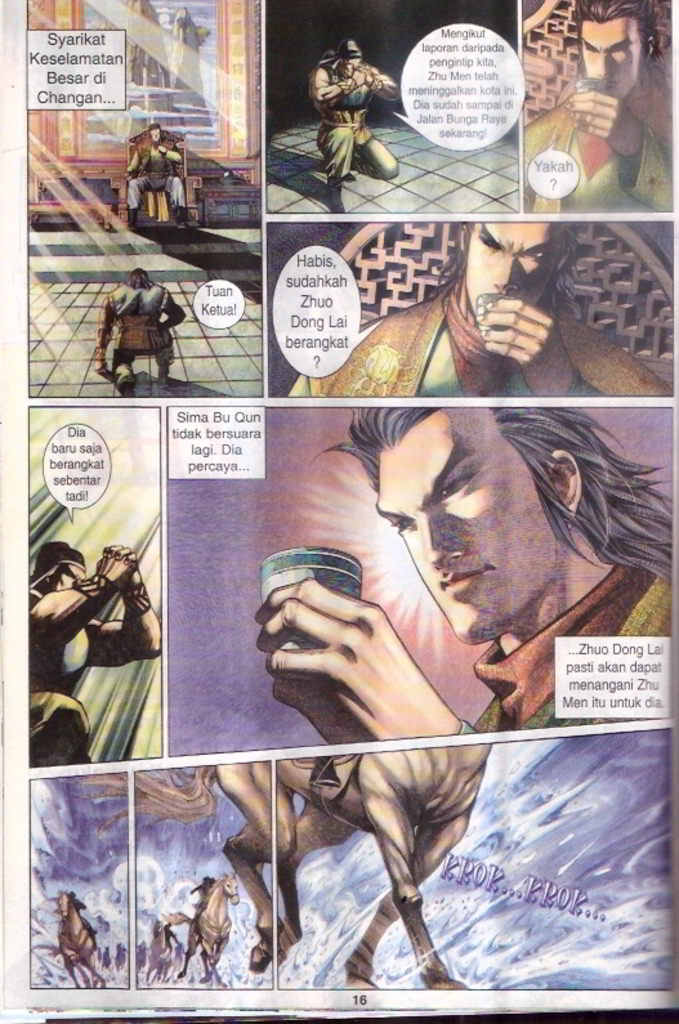 Syarikat
Keselamatan
Besar di
Changan...
Tuan
Ketua!
Mengikut
laporan daripada
pengintip kita,
Zhu Men telah
meninggalkan kota ini.
Dia sudah sampai di
Jalan Bunga Raya
sekarang!
Yakah
?
Habis,
sudahkah
Zhuo
Dong Lai
berangkat
?
Dia
baru saja
berangkat
sebentar
tadi!
Sima Bu Qun
tidak bersuara
lagi. Dia
percaya...
...Zhuo Dong Lai
pasti akan dapat
menangani Zhu
Men itu untuk dia.
KROK...KROK...
16